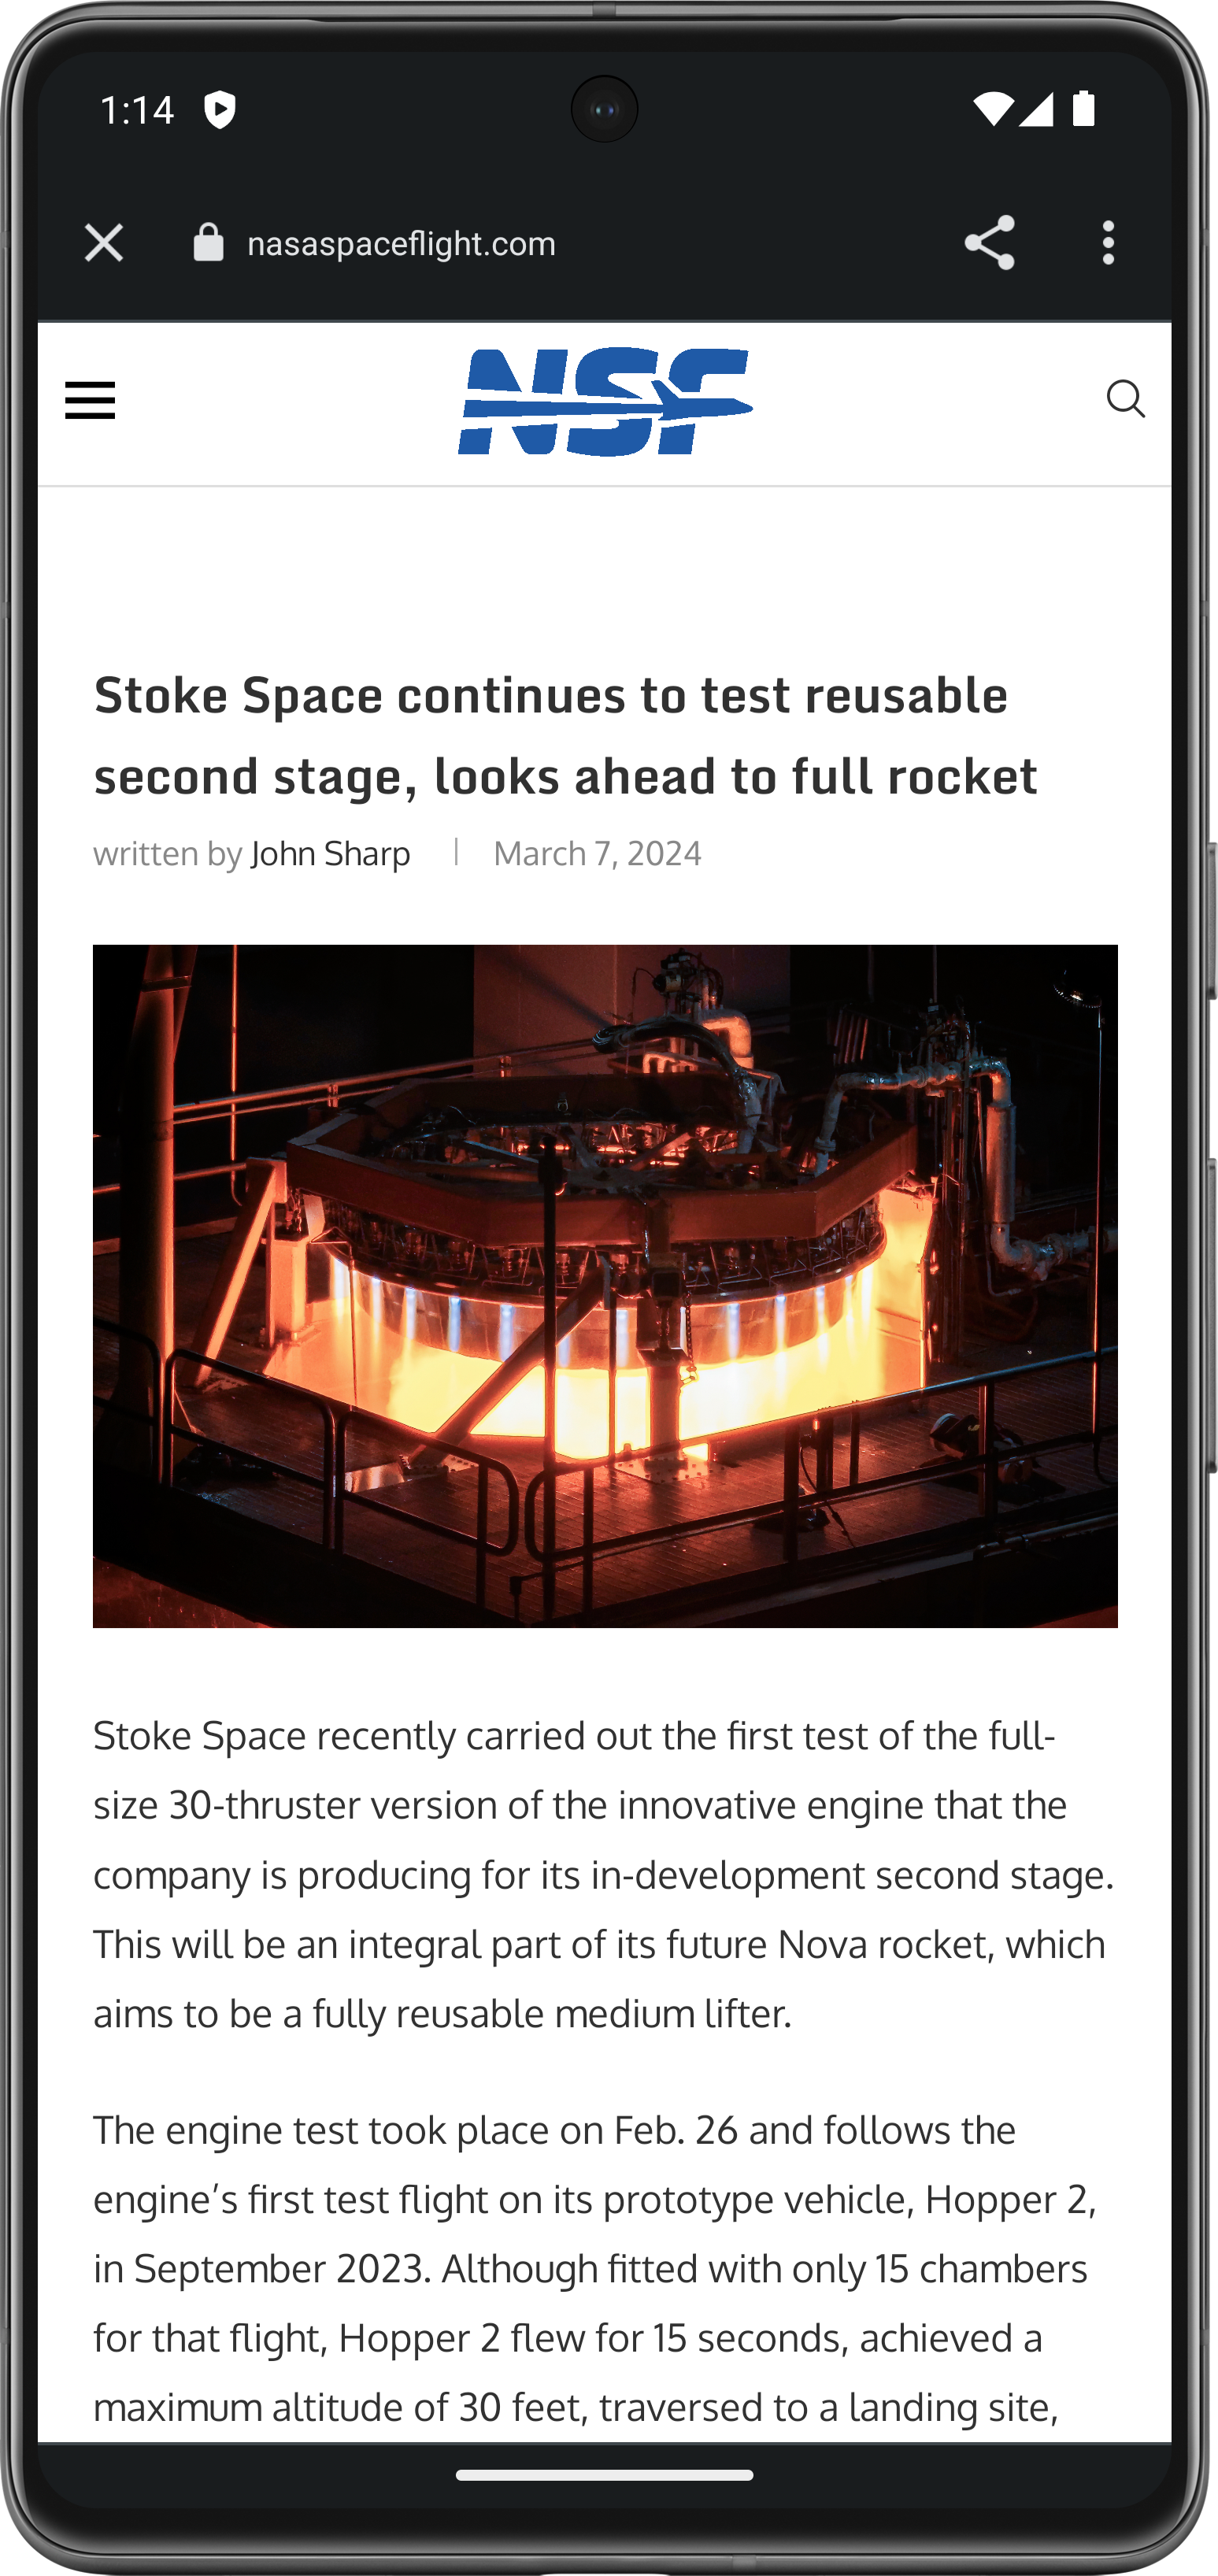 1:14
nasaspaceflight.com
NSF
Stoke Space continues to test reusable
second stage, looks ahead to full rocket
written by John Sharp | March 7, 2024
Stoke Space recently carried out the first test of the full-
size 30-thruster version of the innovative engine that the
company is producing for its in-development second stage.
This will be an integral part of its future Nova rocket, which
aims to be a fully reusable medium lifter.
The engine test took place on Feb. 26 and follows the
engine’s first test flight on its prototype vehicle, Hopper 2,
in September 2023. Although fitted with only 15 chambers
for that flight, Hopper 2 flew for 15 seconds, achieved a
maximum altitude of 30 feet, traversed to a landing site,